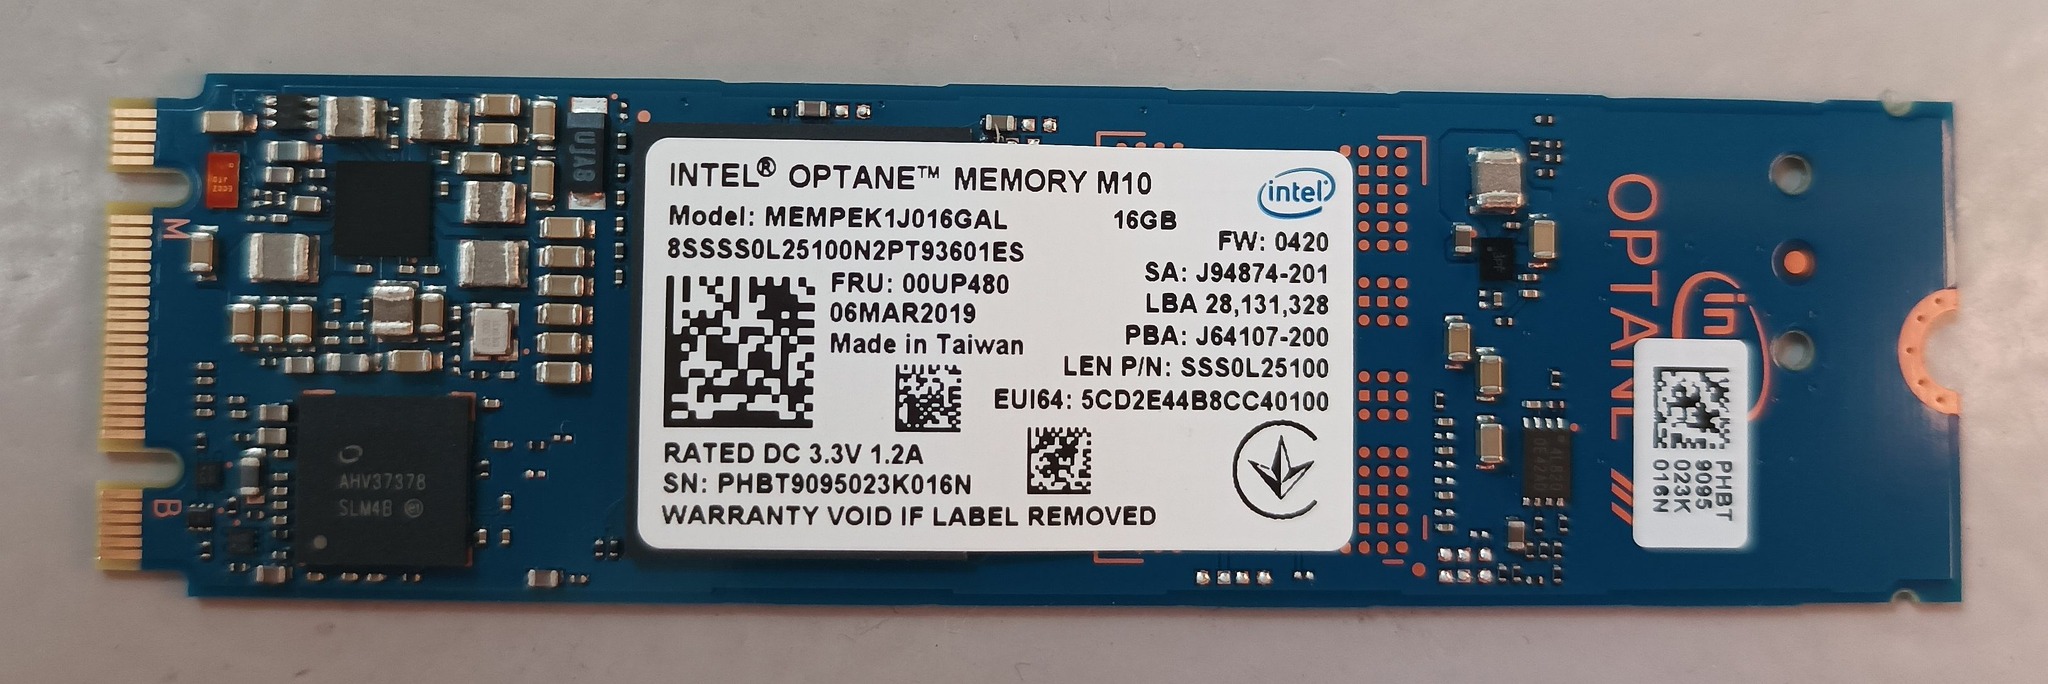 INTEL® OPTANE™ MEMORY M10
intel
Model: MEMPEK1J016GAL 16GB
8SSSS0L25100N2PT93601ES
FW: 0420
FRU: 00UP480
SA: J94874-201
06MAR2019
LBA 28,131,328
Made in Taiwan
PBA: J64107-200
LEN P/N: SSS0L25100
EUI64: 5CD2E44B8CC40100
RATED DC 3.3V 1.2A
SN: PHBT9095023K016N
WARRANTY VOID IF LABEL REMOVED
M
B
UJA8
AHV37378
SLM4B e1
OPTANE
in
PHBT
9095
023K
016N